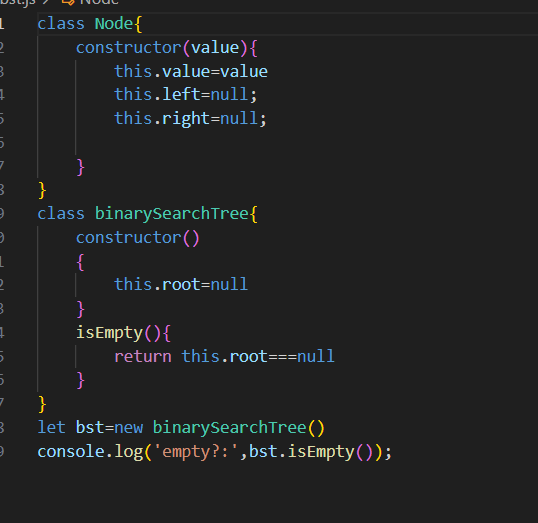 bst.js > Node
1 class Node{
2 constructor(value){
3 this.value=value
4 this.left=null;
5 this.right=null;
6
7 }
8 }
9 class binarySearchTree{
0 constructor()
1 {
2 this.root=null
3 }
4 isEmpty(){
5 return this.root===null
6 }
7 }
8 let bst=new binarySearchTree()
9 console.log('empty?:',bst.isEmpty());